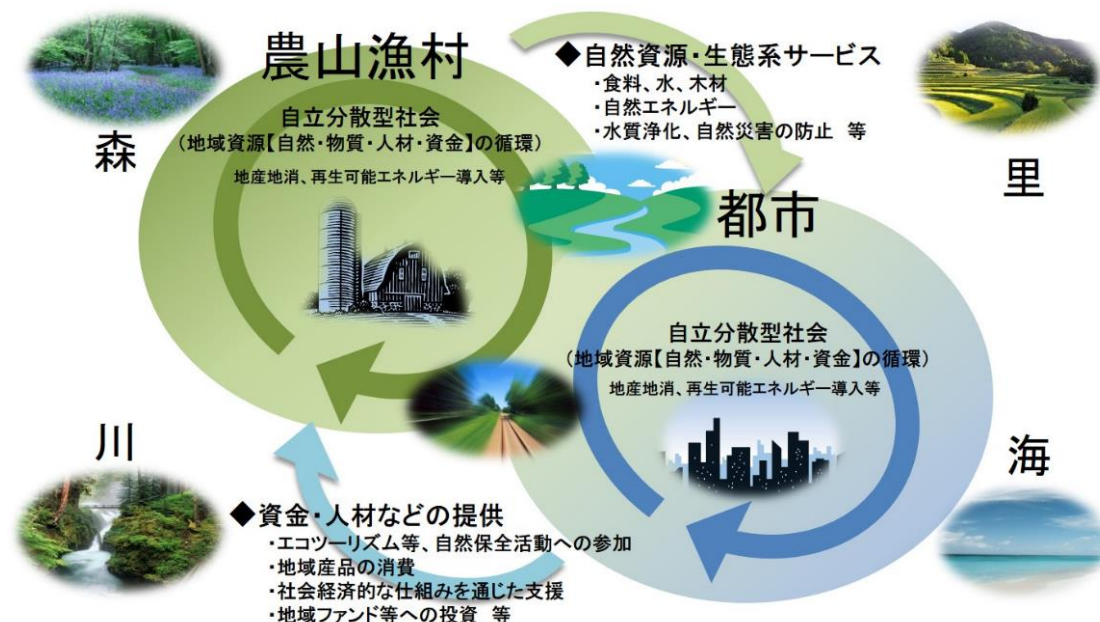 農山漁村
自立分散型社会
(地域資源【自然・物質・人材・資金】の循環)
地産地消、再生可能エネルギー導入等
◆自然資源・生態系サービス
・食料、水、木材
・自然エネルギー
・水質浄化、自然災害の防止 等
森
里
都市
自立分散型社会
(地域資源【自然・物質・人材・資金】の循環)
地産地消、再生可能エネルギー導入等
川
海
◆資金・人材などの提供
・エコツーリズム等、自然保全活動への参加
・地域産品の消費
・社会経済的な仕組みを通じた支援
・地域ファンド等への投資 等